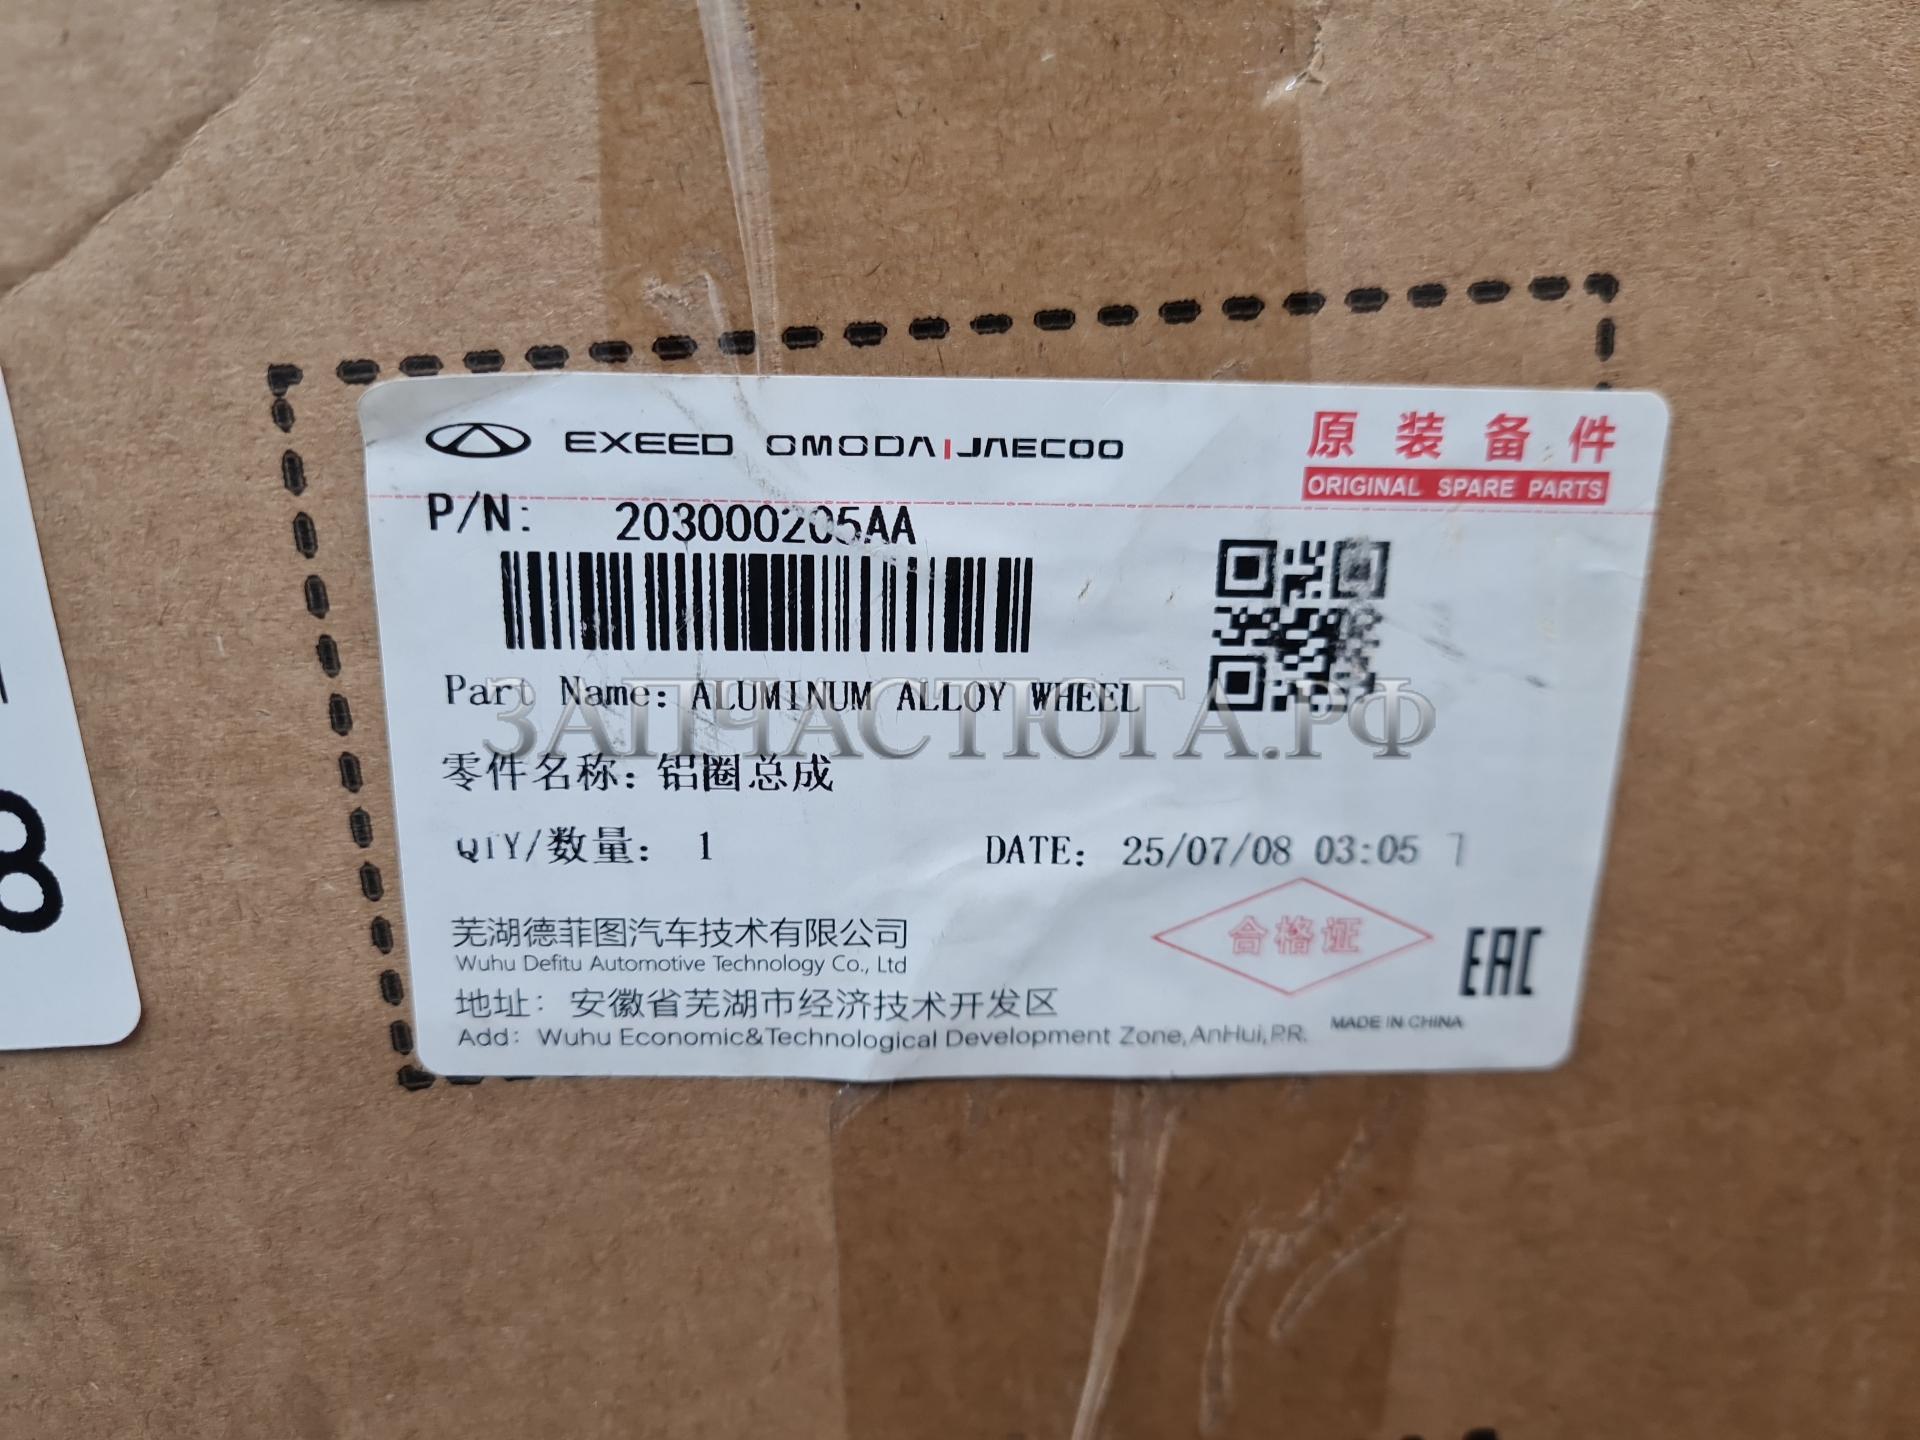 EXEED OMODA|JAECOO
原装备件
ORIGINAL SPARE PARTS
P/N: 203000205AA
Part Name: ALUMINUM ALLOY WHEEL
ЗАПЧАСТЮГА.РФ
零件名称: 铝圈总成
QTY/数量: 1
DATE: 25/07/08 03:05
合格证
芜湖德菲图汽车技术有限公司
Wuhu Defitu Automotive Technology Co., Ltd
EAC
地址: 安徽省芜湖市经济技术开发区
Add: Wuhu Economic&Technological Development Zone,AnHui,P.R.
MADE IN CHINA
8